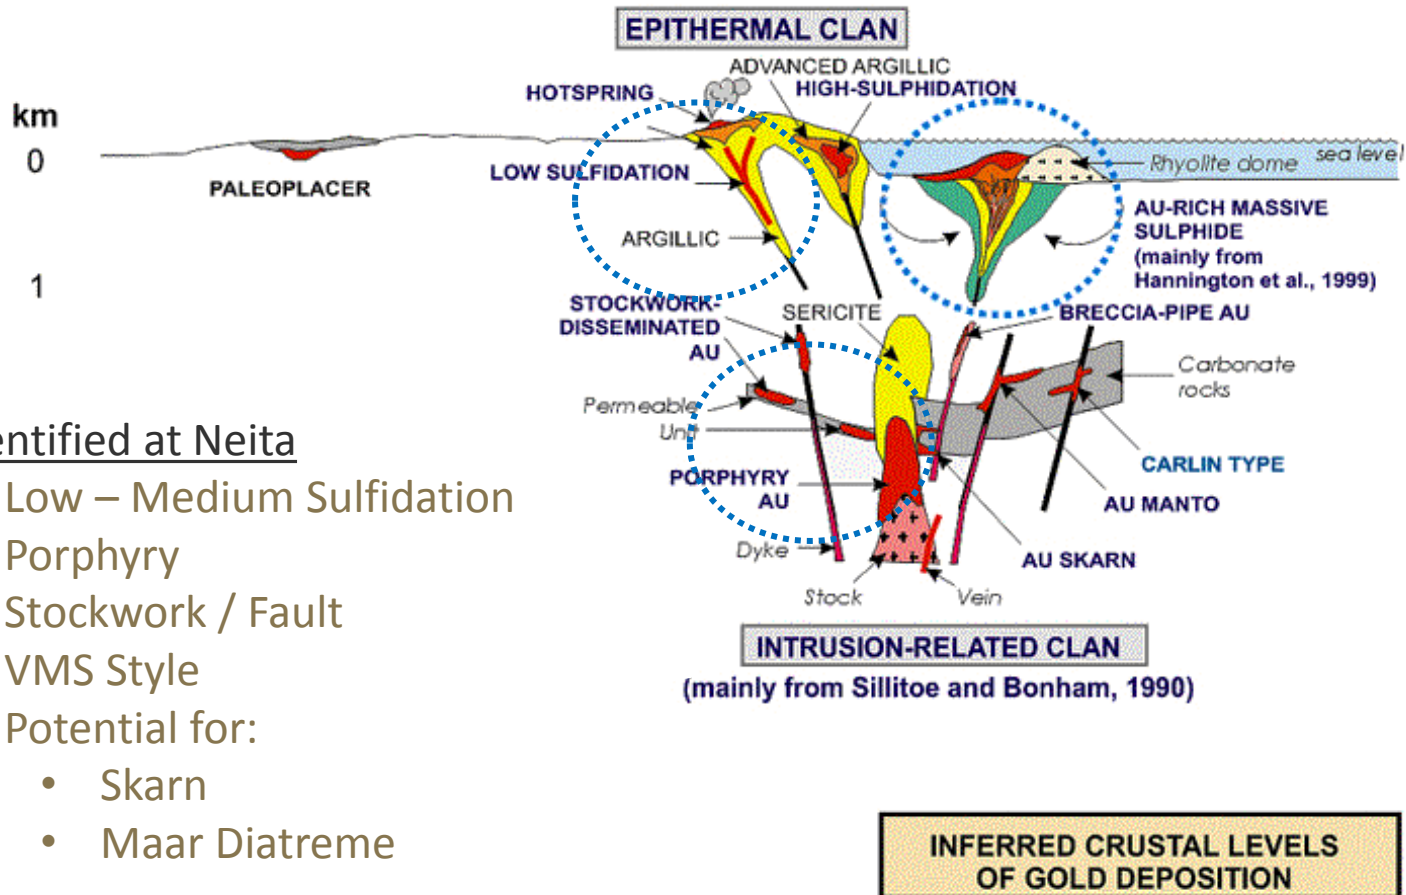 EPITHERMAL CLAN
ADVANCED ARGILLIC
HOTSPRING
HIGH-SULPHIDATION
km
0
1
PALEOPLACER
LOW SULFIDATION
ARGILLIC
Rhyolite dome
sea level
AU-RICH MASSIVE
SULPHIDE
(mainly from
Hannington et al., 1999)
STOCKWORK-
DISSEMINATED
AU
SERICITE
BRECCIA-PIPE AU
Permeable
Unit
Carbonate
rocks
CARLIN TYPE
PORPHYRY
AU
AU MANTO
Dyke
AU SKARN
Stock
Vein
INTRUSION-RELATED CLAN
(mainly from Sillitoe and Bonham, 1990)
entified at Neita
Low – Medium Sulfidation
Porphyry
Stockwork / Fault
VMS Style
Potential for:
• Skarn
• Maar Diatreme
INFERRED CRUSTAL LEVELS
OF GOLD DEPOSITION